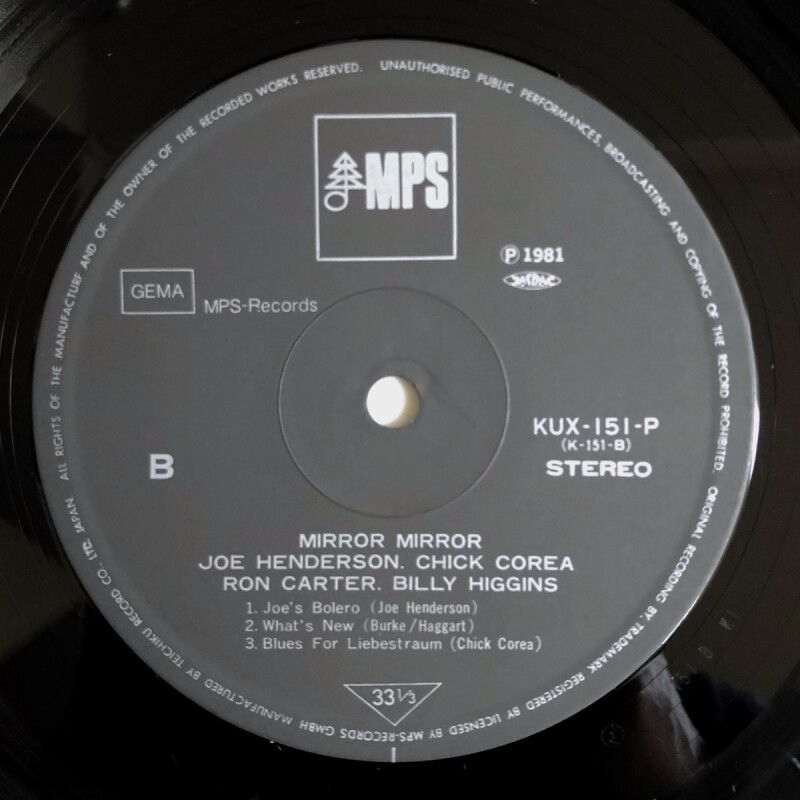 ALL RIGHTS OF THE MANUFACTURE AND OF THE OWNER OF THE RECORDED WORKS RESERVED. UNAUTHORISED PUBLIC PERFORMANCES, BROADCASTING AND COPYING OF THE RECORD PROHIBITED. ORIGINAL RECORDING BY, TRADEMARK REGISTERED BY, LICENSED BY MPS-RECORDS GMBH MANUFACTURED BY TEICHIKU RECORD CO., LTD. JAPAN
MPS
Ⓟ 1981
JASRAC
GEMA
MPS-Records
KUX-151-P
(K-151-B)
B
STEREO
MIRROR MIRROR
JOE HENDERSON. CHICK COREA
RON CARTER. BILLY HIGGINS
1. Joe's Bolero (Joe Henderson)
2. What's New (Burke/Haggart)
3. Blues For Liebestraum (Chick Corea)
33 1/3